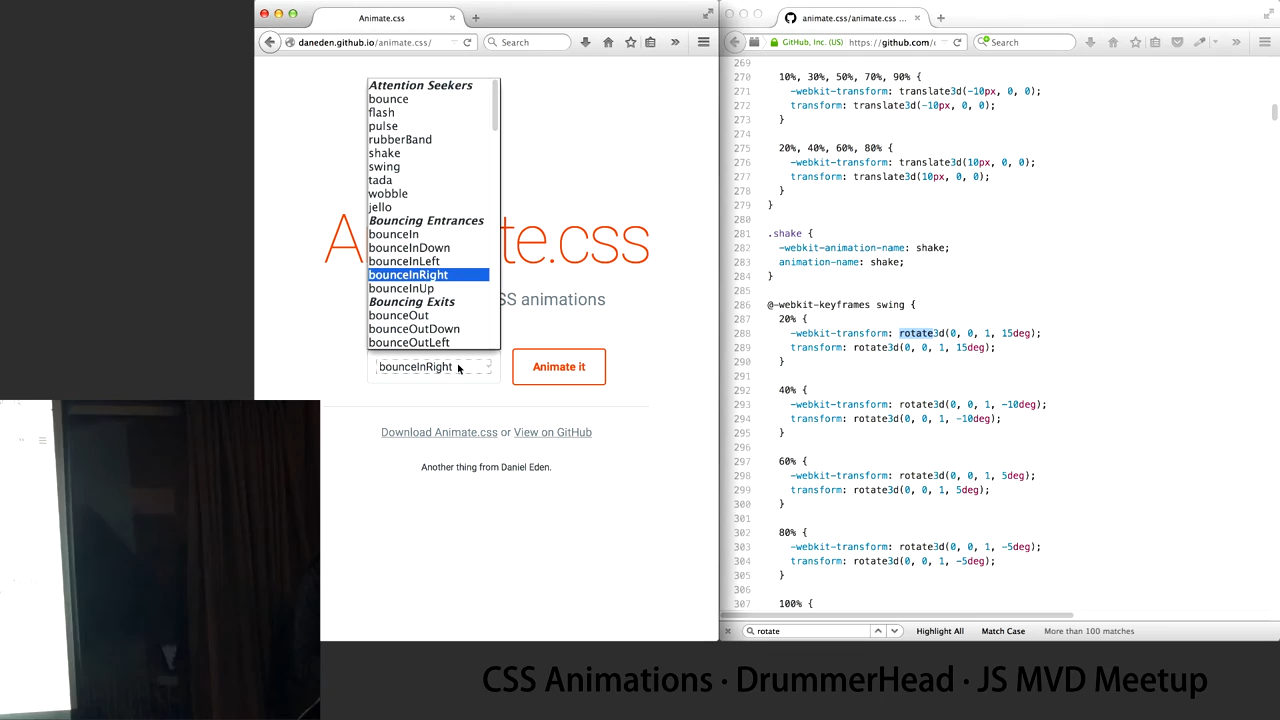 Animate.css
daneden.github.io/animate.css/
Search
Attention Seekers
bounce
flash
pulse
rubberBand
shake
swing
tada
wobble
jello
Bouncing Entrances
bounceIn
bounceInDown
bounceInLeft
bounceInRight
bounceInUp
Bouncing Exits
bounceOut
bounceOutDown
bounceOutLeft
A te.css
SS animations
bounceInRight
Animate it
Download Animate.css or View on GitHub
Another thing from Daniel Eden.
animate.css/animate.css ...
GitHub, Inc. (US) https://github.com/
Search
269
270 10%, 30%, 50%, 70%, 90% {
271 -webkit-transform: translate3d(-10px, 0, 0);
272 transform: translate3d(-10px, 0, 0);
273 }
274
275 20%, 40%, 60%, 80% {
276 -webkit-transform: translate3d(10px, 0, 0);
277 transform: translate3d(10px, 0, 0);
278 }
279 }
280
281 .shake {
282 -webkit-animation-name: shake;
283 animation-name: shake;
284 }
285
286 @-webkit-keyframes swing {
287 20% {
288 -webkit-transform: rotate3d(0, 0, 1, 15deg);
289 transform: rotate3d(0, 0, 1, 15deg);
290 }
291
292 40% {
293 -webkit-transform: rotate3d(0, 0, 1, -10deg);
294 transform: rotate3d(0, 0, 1, -10deg);
295 }
296
297 60% {
298 -webkit-transform: rotate3d(0, 0, 1, 5deg);
299 transform: rotate3d(0, 0, 1, 5deg);
300 }
301
302 80% {
303 -webkit-transform: rotate3d(0, 0, 1, -5deg);
304 transform: rotate3d(0, 0, 1, -5deg);
305 }
306
307 100% {
rotate
Highlight All
Match Case
More than 100 matches
CSS Animations · DrummerHead · JS MVD Meetup